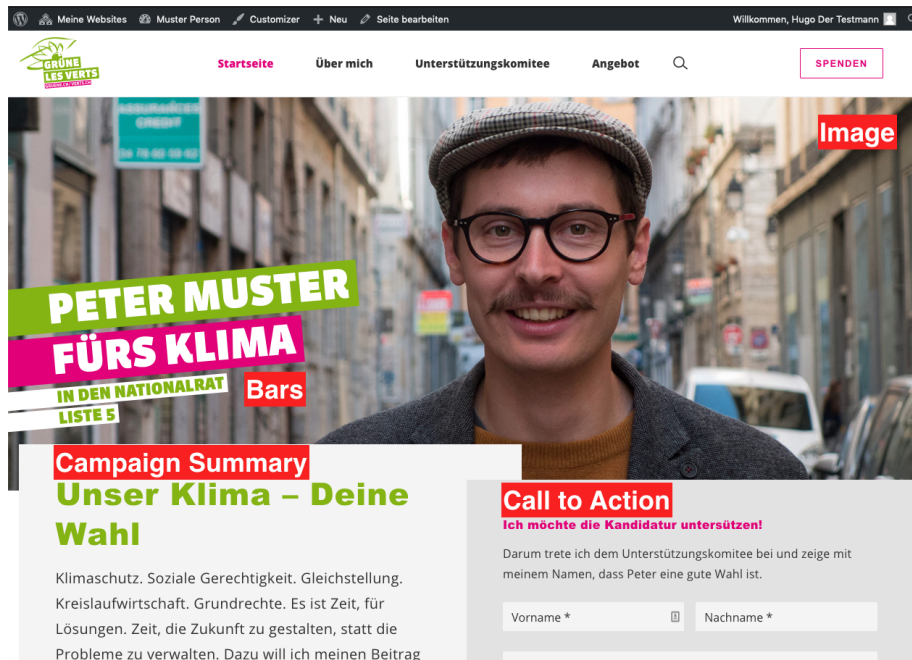 Meine Websites Muster Person Customizer Neu Seite bearbeiten Willkommen, Hugo Der Testmann
GRÜNE
LES VERTS
Startseite Über mich Unterstützungskomitee Angebot SPENDEN
ASSURANCES
CREDIT
Image
PETER MUSTER
FÜRS KLIMA
IN DEN NATIONALRAT
LISTE 5
Bars
Campaign Summary
Unser Klima – Deine
Wahl
Klimaschutz. Soziale Gerechtigkeit. Gleichstellung.
Kreislaufwirtschaft. Grundrechte. Es ist Zeit, für
Lösungen. Zeit, die Zukunft zu gestalten, statt die
Probleme zu verwalten. Dazu will ich meinen Beitrag
Call to Action
Ich möchte die Kandidatur untersützen!
Darum trete ich dem Unterstützungskomitee bei und zeige mit
meinem Namen, dass Peter eine gute Wahl ist.
Vorname * Nachname *